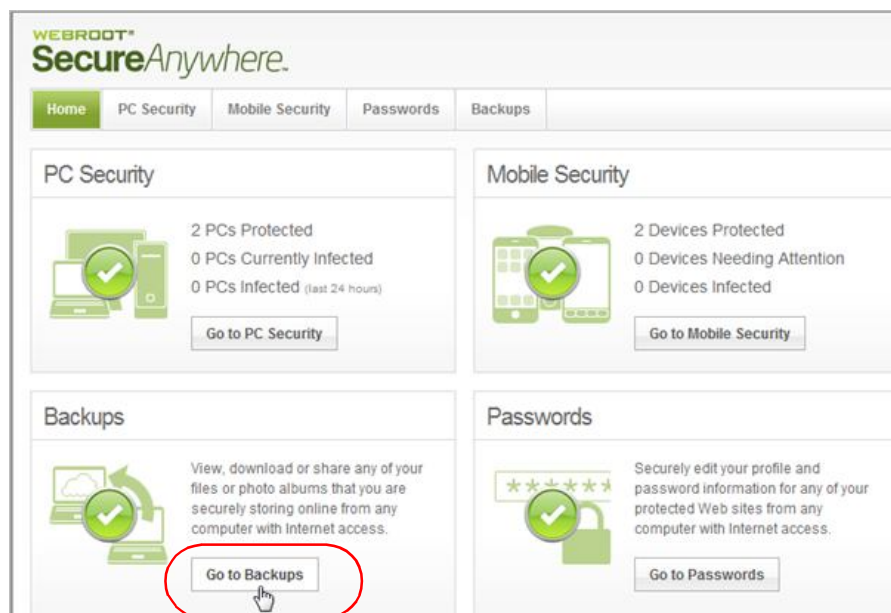 WEBROOT®
SecureAnywhere™
Home PC Security Mobile Security Passwords Backups
PC Security
2 PCs Protected
0 PCs Currently Infected
0 PCs Infected (last 24 hours)
Go to PC Security
Mobile Security
2 Devices Protected
0 Devices Needing Attention
0 Devices Infected
Go to Mobile Security
Backups
View, download or share any of your
files or photo albums that you are
securely storing online from any
computer with Internet access.
Go to Backups
Passwords
******
Securely edit your profile and
password information for any of your
protected Web sites from any
computer with Internet access.
Go to Passwords